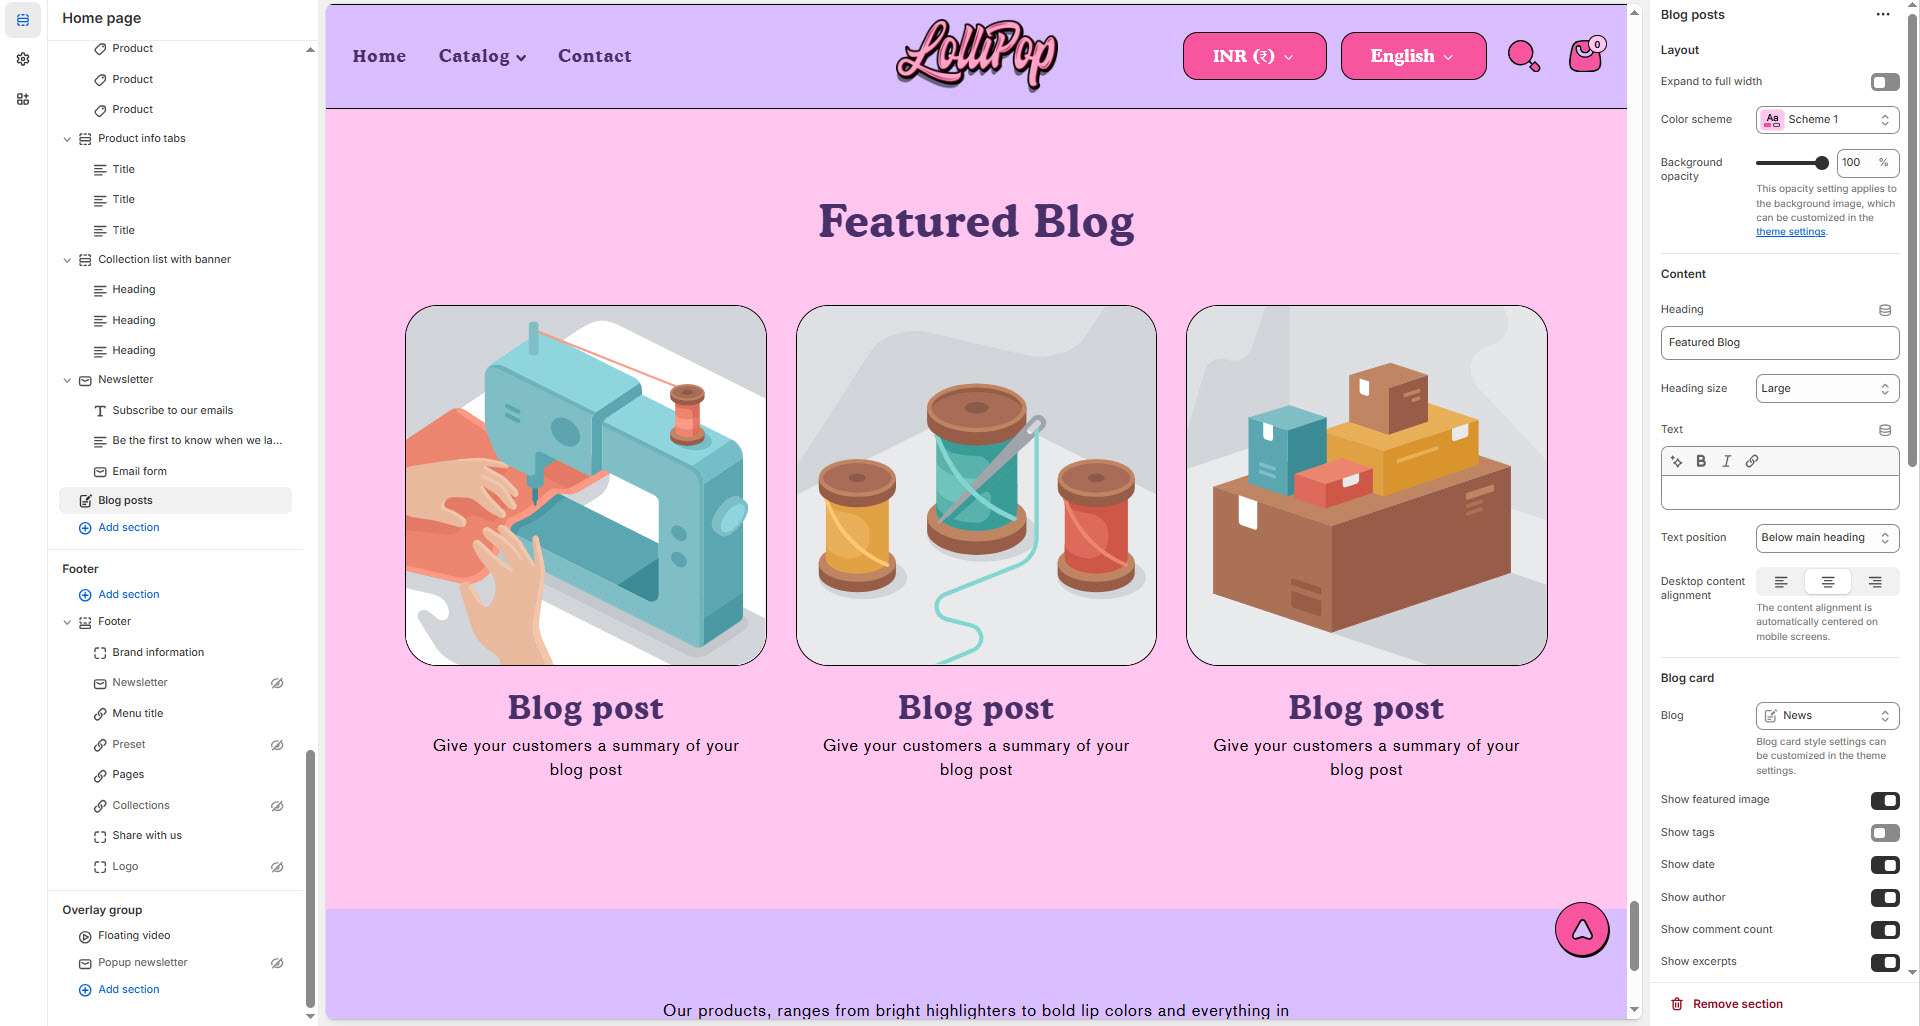 Home page
Product
Product
Product
Product info tabs
Title
Title
Title
Collection list with banner
Heading
Heading
Heading
Newsletter
Subscribe to our emails
Be the first to know when we la...
Email form
Blog posts
Add section
Footer
Add section
Footer
Brand information
Newsletter
Menu title
Preset
Pages
Collections
Share with us
Logo
Overlay group
Floating video
Popup newsletter
Add section
Home Catalog Contact
LolliPop
INR (₹) English 0
Featured Blog
Blog post
Give your customers a summary of your
blog post
Blog post
Give your customers a summary of your
blog post
Blog post
Give your customers a summary of your
blog post
Our products, ranges from bright highlighters to bold lip colors and everything in
Blog posts
Layout
Expand to full width
Color scheme Aa Scheme 1
Background
opacity
100 %
This opacity setting applies to
the background image, which
can be customized in the
theme settings.
Content
Heading
Featured Blog
Heading size Large
Text
B I
Text position Below main heading
Desktop content
alignment
The content alignment is
automatically centered on
mobile screens.
Blog card
Blog News
Blog card style settings can
be customized in the theme
settings.
Show featured image
Show tags
Show date
Show author
Show comment count
Show excerpts
Remove section